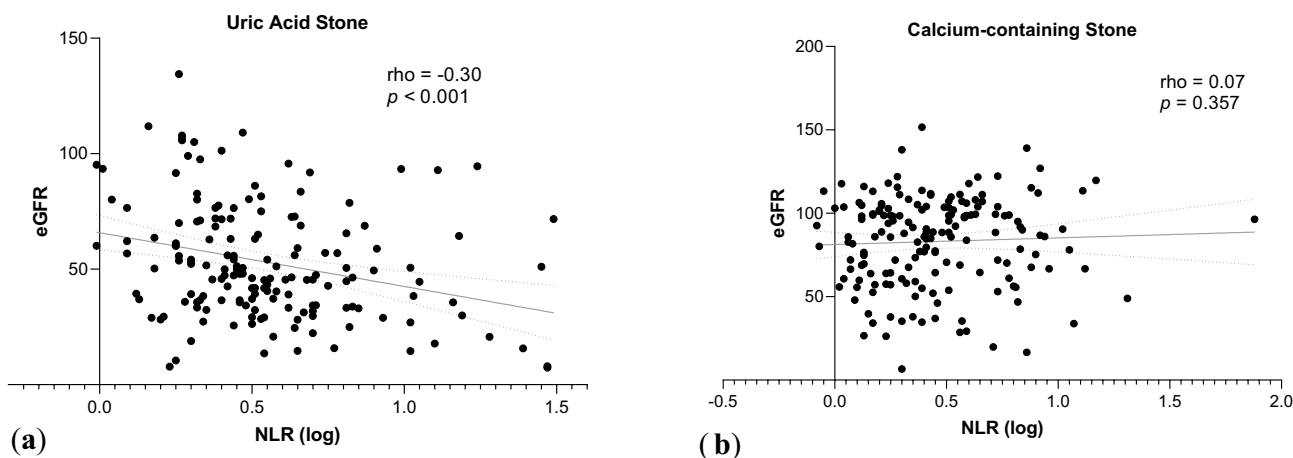 Uric Acid Stone
150
100
50
eGFR
rho = -0.30
p < 0.001
0.0
0.5
1.0
1.5
NLR (log)
(a)
Calcium-containing Stone
200
150
100
50
eGFR
rho = 0.07
p = 0.357
-0.5
0.0
0.5
1.0
1.5
2.0
NLR (log)
(b)